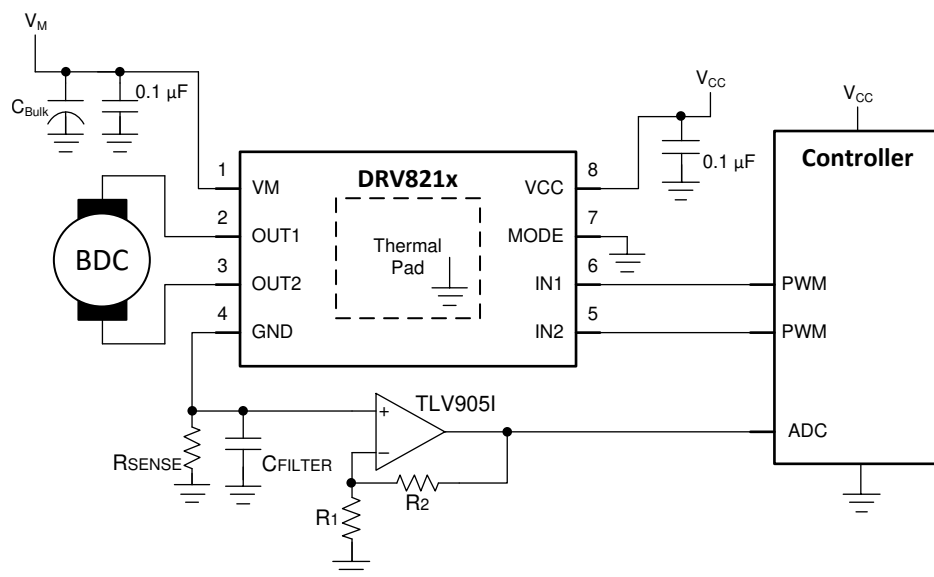 VM
CBulk
0.1 µF
VCC
0.1 µF
VCC
Controller
DRV821x
1
VM
8
VCC
2
OUT1
7
MODE
BDC
Thermal
Pad
3
OUT2
6
IN1
PWM
4
GND
5
IN2
PWM
TLV905I
+
−
ADC
RSENSE
CFILTER
R2
R1